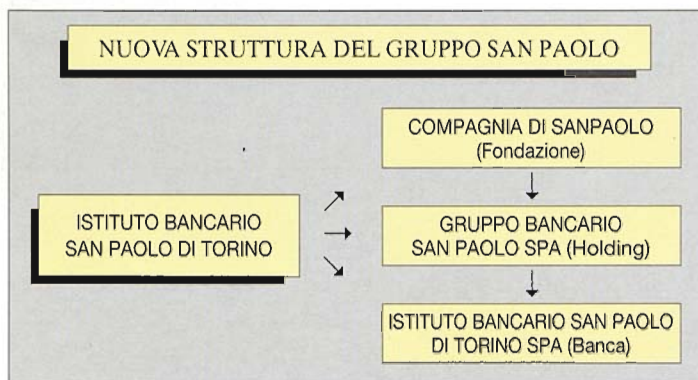 NUOVA STRUTTURA DEL GRUPPO SAN PAOLO
COMPAGNIA DI SANPAOLO
(Fondazione)
ISTITUTO BANCARIO
SAN PAOLO DI TORINO
GRUPPO BANCARIO
SAN PAOLO SPA (Holding)
ISTITUTO BANCARIO SAN PAOLO
DI TORINO SPA (Banca)